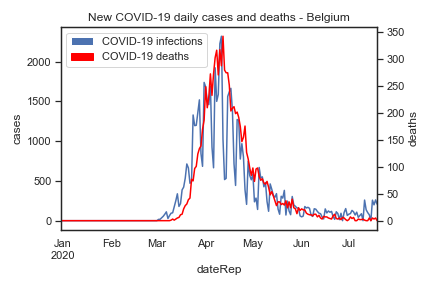 New COVID-19 daily cases and deaths - Belgium
COVID-19 infections
COVID-19 deaths
cases
2000
1500
1000
500
0
350
300
250
200
150
100
50
0
deaths
Jan Feb Mar Apr May Jun Jul
2020
dateRep